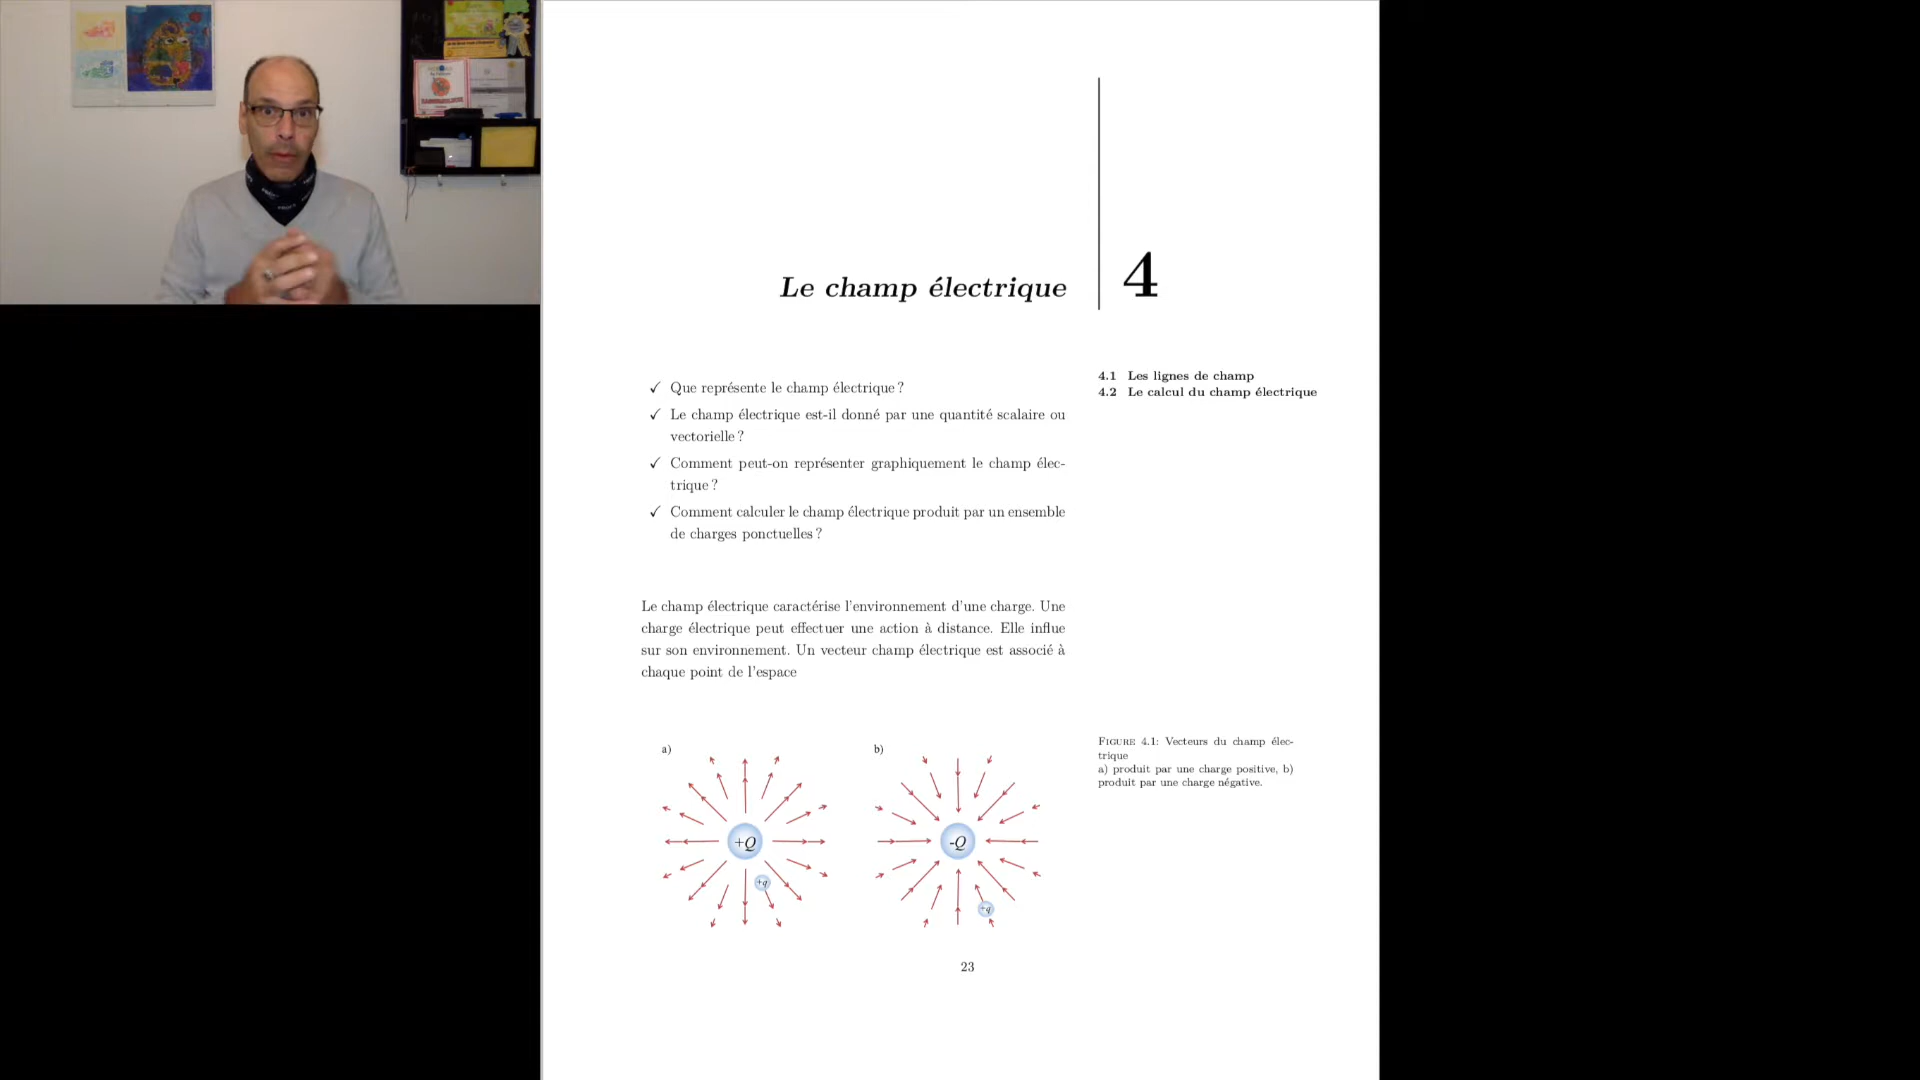 Le champ électrique
4
4.1 Les lignes de champ
4.2 Le calcul du champ électrique
✓ Que représente le champ électrique ?
✓ Le champ électrique est-il donné par une quantité scalaire ou
vectorielle ?
✓ Comment peut-on représenter graphiquement le champ élec-
trique ?
✓ Comment calculer le champ électrique produit par un ensemble
de charges ponctuelles ?
Le champ électrique caractérise l'environnement d'une charge. Une
charge électrique peut effectuer une action à distance. Elle influe
sur son environnement. Un vecteur champ électrique est associé à
chaque point de l'espace
a)
+Q
+q
b)
-Q
+q
FIGURE 4.1: Vecteurs du champ élec-
trique
a) produit par une charge positive, b)
produit par une charge négative.
23